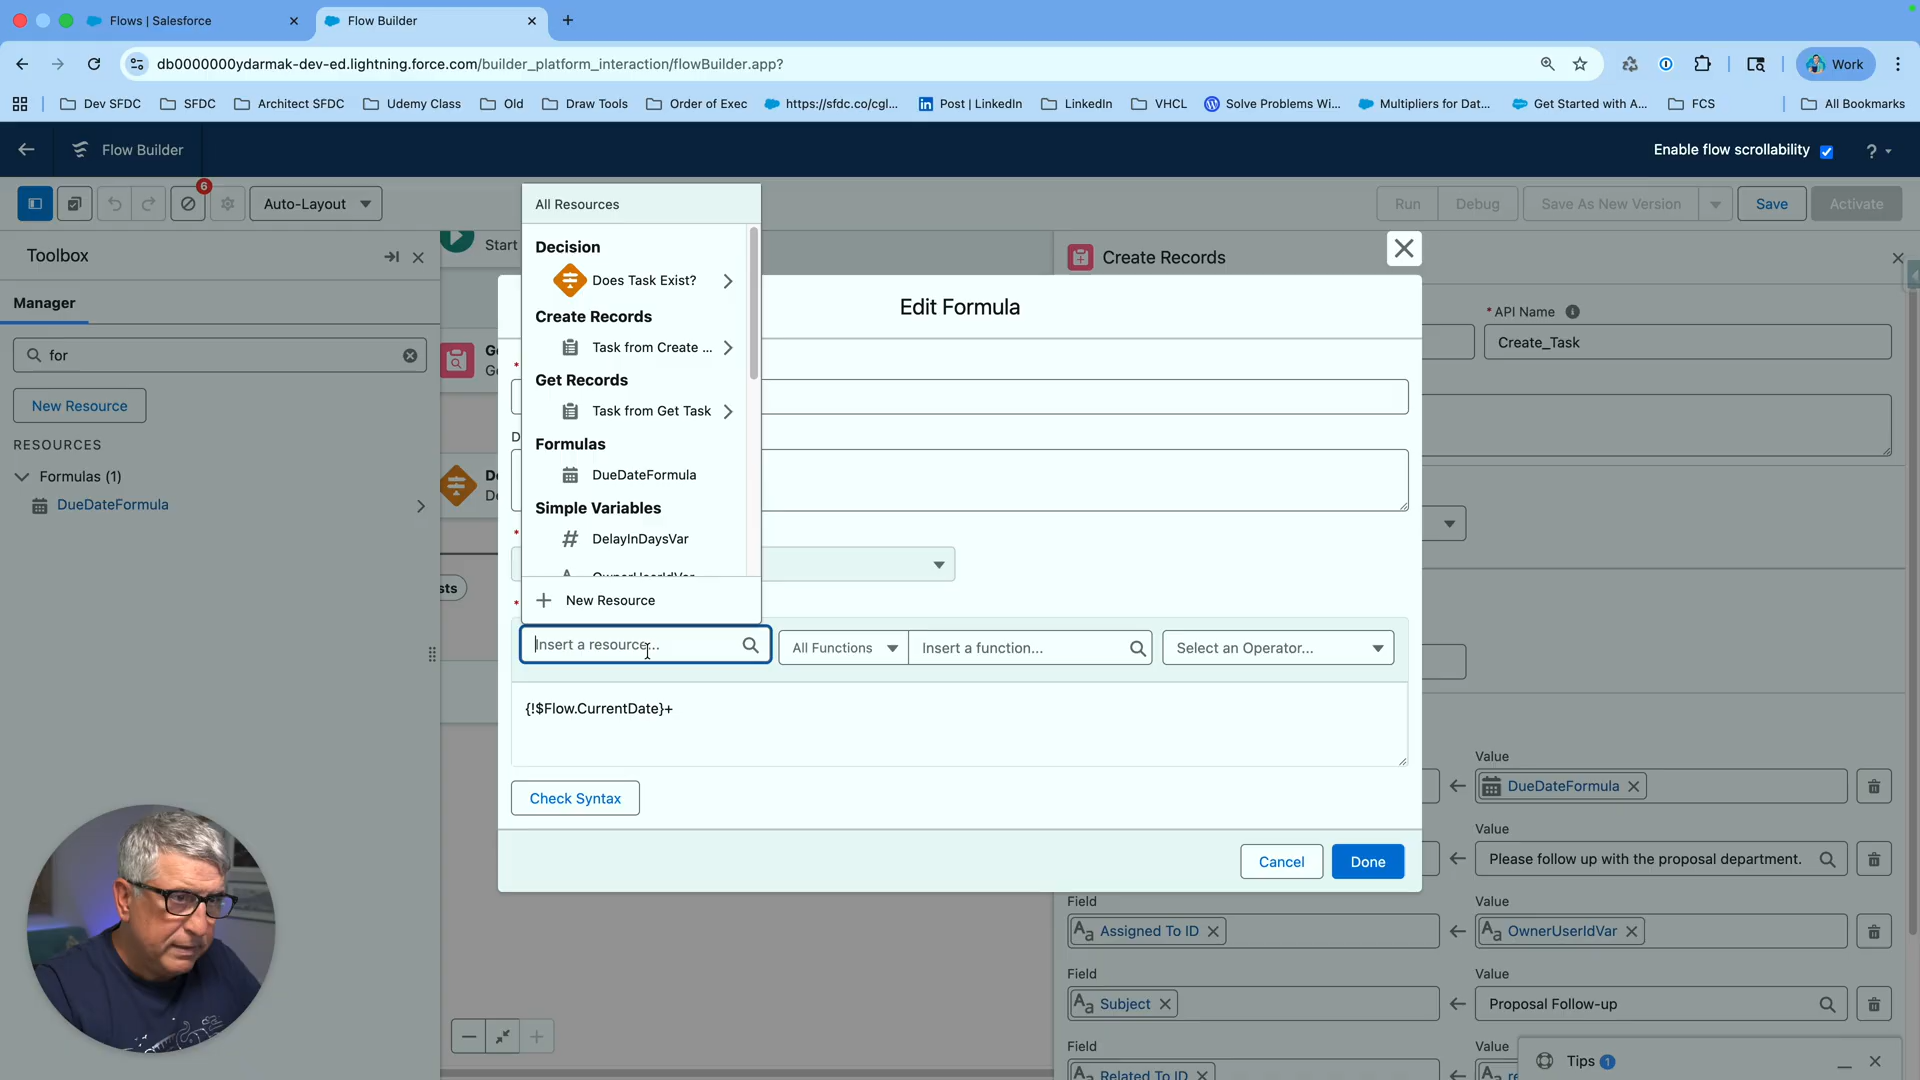 Flows | Salesforce
Flow Builder
db0000000ydarmak-dev-ed.lightning.force.com/builder_platform_interaction/flowBuilder.app?
Work
Dev SFDC
SFDC
Architect SFDC
Udemy Class
Old
Draw Tools
Order of Exec
https://sfdc.co/cgl...
Post | LinkedIn
LinkedIn
VHCL
Solve Problems Wi...
Multipliers for Dat...
Get Started with A...
FCS
All Bookmarks
Flow Builder
Enable flow scrollability
?
6
Auto-Layout
Run
Debug
Save As New Version
Save
Activate
Toolbox
Manager
for
New Resource
RESOURCES
Formulas (1)
DueDateFormula
Start
All Resources
Decision
Does Task Exist?
Create Records
Task from Create ...
Get Records
Task from Get Task
Formulas
DueDateFormula
Simple Variables
# DelayInDaysVar
OwnerUserIdVar
+ New Resource
Edit Formula
Insert a resource...
All Functions
Insert a function...
Select an Operator...
{!$Flow.CurrentDate}+
Check Syntax
Cancel
Done
Create Records
* API Name
Create_Task
Value
DueDateFormula
Value
Please follow up with the proposal department.
Field
Value
Assigned To ID
OwnerUserIdVar
Field
Value
Subject
Proposal Follow-up
Field
Value
Related To ID
Tips 1